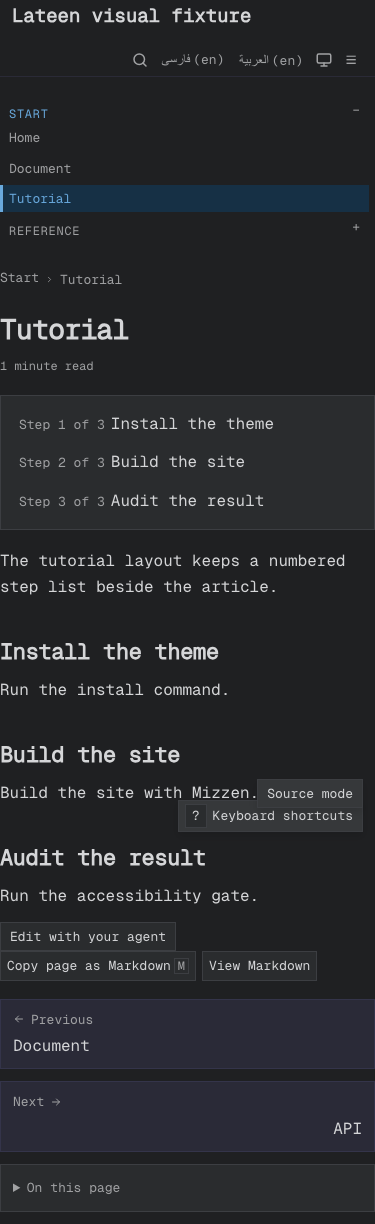 Lateen visual fixture
فارسی (en) العربية (en) ≡
START −
Home
Document
Tutorial
REFERENCE +
Start › Tutorial
Tutorial
1 minute read
Step 1 of 3 Install the theme
Step 2 of 3 Build the site
Step 3 of 3 Audit the result
The tutorial layout keeps a numbered
step list beside the article.
Install the theme
Run the install command.
Build the site
Build the site with Mizzen.
Source mode
? Keyboard shortcuts
Audit the result
Run the accessibility gate.
Edit with your agent
Copy page as Markdown M View Markdown
← Previous
Document
Next →
API
▶ On this page